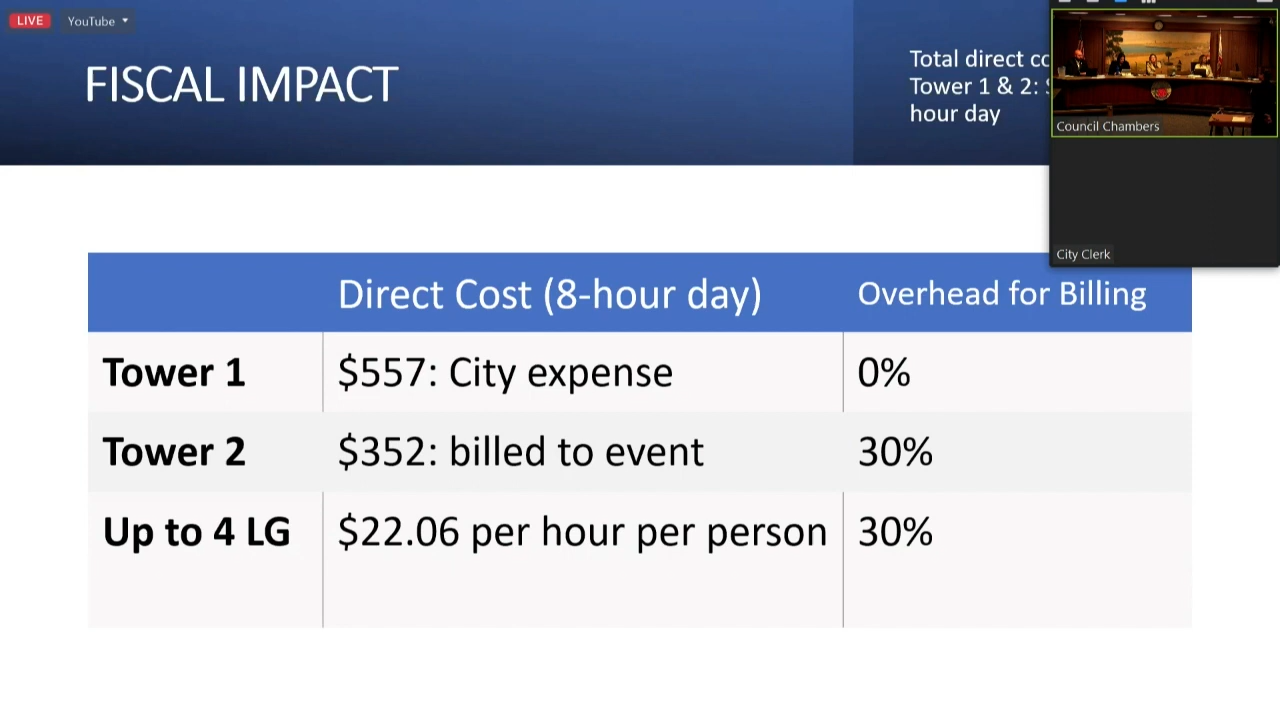 LIVE
YouTube
FISCAL IMPACT
Total direct
Tower 1 & 2:
hour day
Council Chambers
City Clerk
Direct Cost (8-hour day)
Overhead for Billing
Tower 1
$557: City expense
0%
Tower 2
$352: billed to event
30%
Up to 4 LG
$22.06 per hour per person
30%